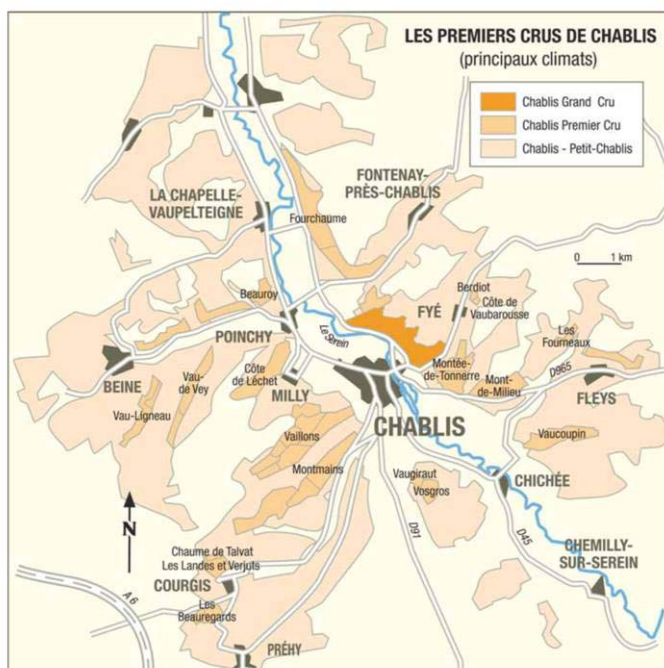 LES PREMIERS CRUS DE CHABLIS
(principaux climats)
Chablis Grand Cru
Chablis Premier Cru
Chablis - Petit-Chablis
FONTENAY-
PRÈS-CHABLIS
LA CHAPELLE-
VAUPELTEIGNE
Fourchaume
0 1 km
Berdiot
Côte de
Vaubarousse
Beauroy
FYÉ
POINCHY
Le Serein
Les
Fourneaux
Montée-
de-Tonnerre
D965
BEINE
Vau-
de Vey
Côte
de Léchet
MILLY
Mont-
de-Milieu
FLEYS
Vau-Ligneau
CHABLIS
Vaillons
Vaucoupin
Montmains
Vaugiraut
Vosgros
CHICHÉE
N
D91
D45
CHEMILLY-
SUR-SEREIN
Chaume de Talvat
Les Landes et Verjuts
COURGIS
A 6
Les
Beauregards
PRÉHY